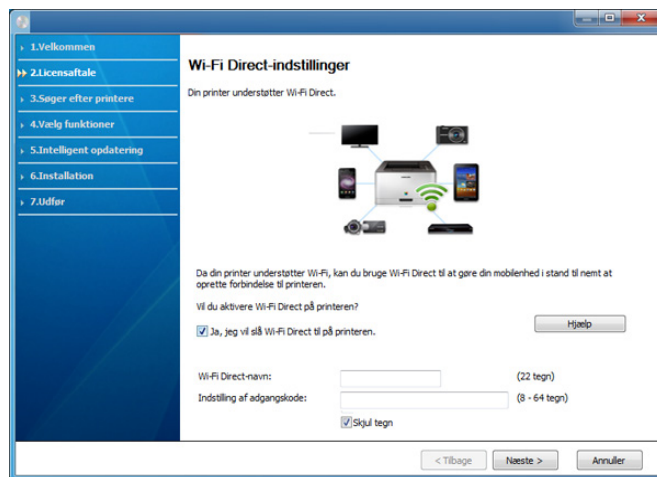 1.Velkommen
2.Licensaftale
3.Søger efter printere
4.Vælg funktioner
5.Intelligent opdatering
6.Installation
7.Udfør
Wi-Fi Direct-indstillinger
Din printer understøtter Wi-Fi Direct.
Da din printer understøtter Wi-Fi, kan du bruge Wi-Fi Direct til at gøre din mobilenhed i stand til nemt at
oprette forbindelse til printeren.
Vil du aktivere Wi-Fi Direct på printeren?
Ja, jeg vil slå Wi-Fi Direct til på printeren.
Hjælp
Wi-Fi Direct-navn:
(22 tegn)
Indstilling af adgangskode:
(8 - 64 tegn)
Skjul tegn
< Tilbage
Næste >
Annuller